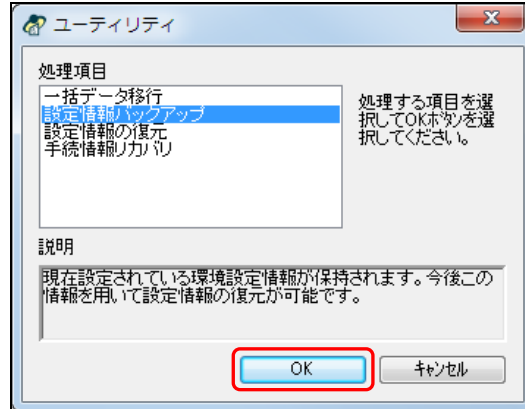 ユーティリティ
処理項目
一括データ移行
設定情報バックアップ
設定情報の復元
手続情報リカバリ
処理する項目を選
択してOKボタンを選
択してください。
説明
現在設定されている環境設定情報が保持されます。今後この
情報を用いて設定情報の復元が可能です。
OK
キャンセル